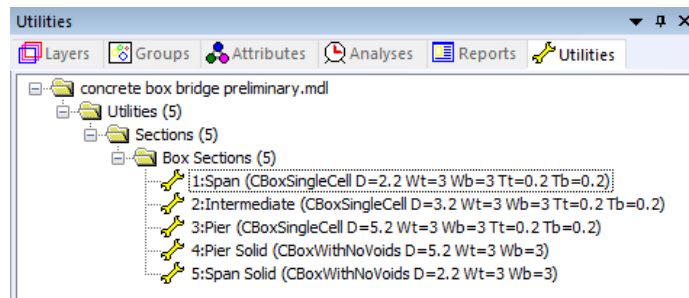 Utilities
Layers Groups Attributes Analyses Reports Utilities
concrete box bridge preliminary.mdl
Utilities (5)
Sections (5)
Box Sections (5)
1:Span (CBoxSingleCell D=2.2 Wt=3 Wb=3 Tt=0.2 Tb=0.2)
2:Intermediate (CBoxSingleCell D=3.2 Wt=3 Wb=3 Tt=0.2 Tb=0.2)
3:Pier (CBoxSingleCell D=5.2 Wt=3 Wb=3 Tt=0.2 Tb=0.2)
4:Pier Solid (CBoxWithNoVoids D=5.2 Wt=3 Wb=3)
5:Span Solid (CBoxWithNoVoids D=2.2 Wt=3 Wb=3)